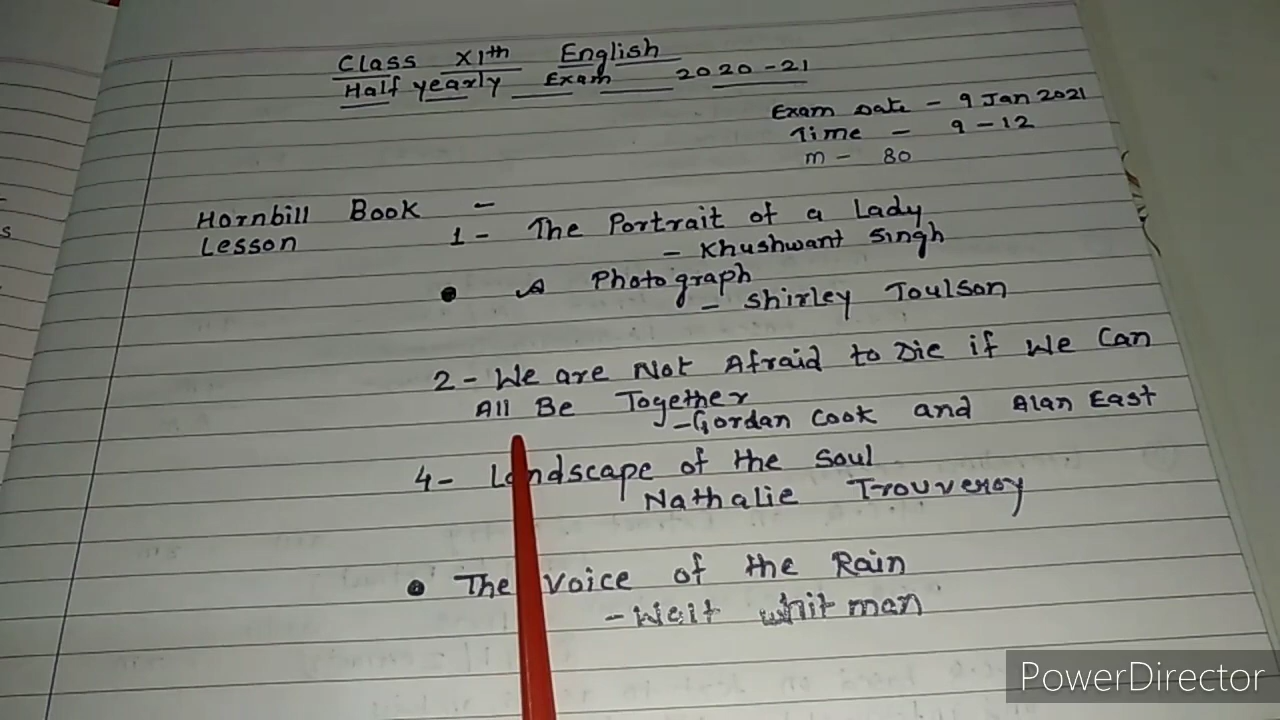 Class XIth English
Half yearly Exam 2020-21
Exam Date - 9 Jan 2021
Time - 9-12
m - 80
Hornbill Book -
Lesson 1- The Portrait of a Lady
- Khushwant Singh
• A Photograph
- Shirley Toulson
2- We are Not Afraid to Die if We Can
All Be Together
- Gordan Cook and Alan East
4- Landscape of the Soul
Nathalie Trouveroy
• The Voice of the Rain
- Welt Whitman
s
PowerDirector